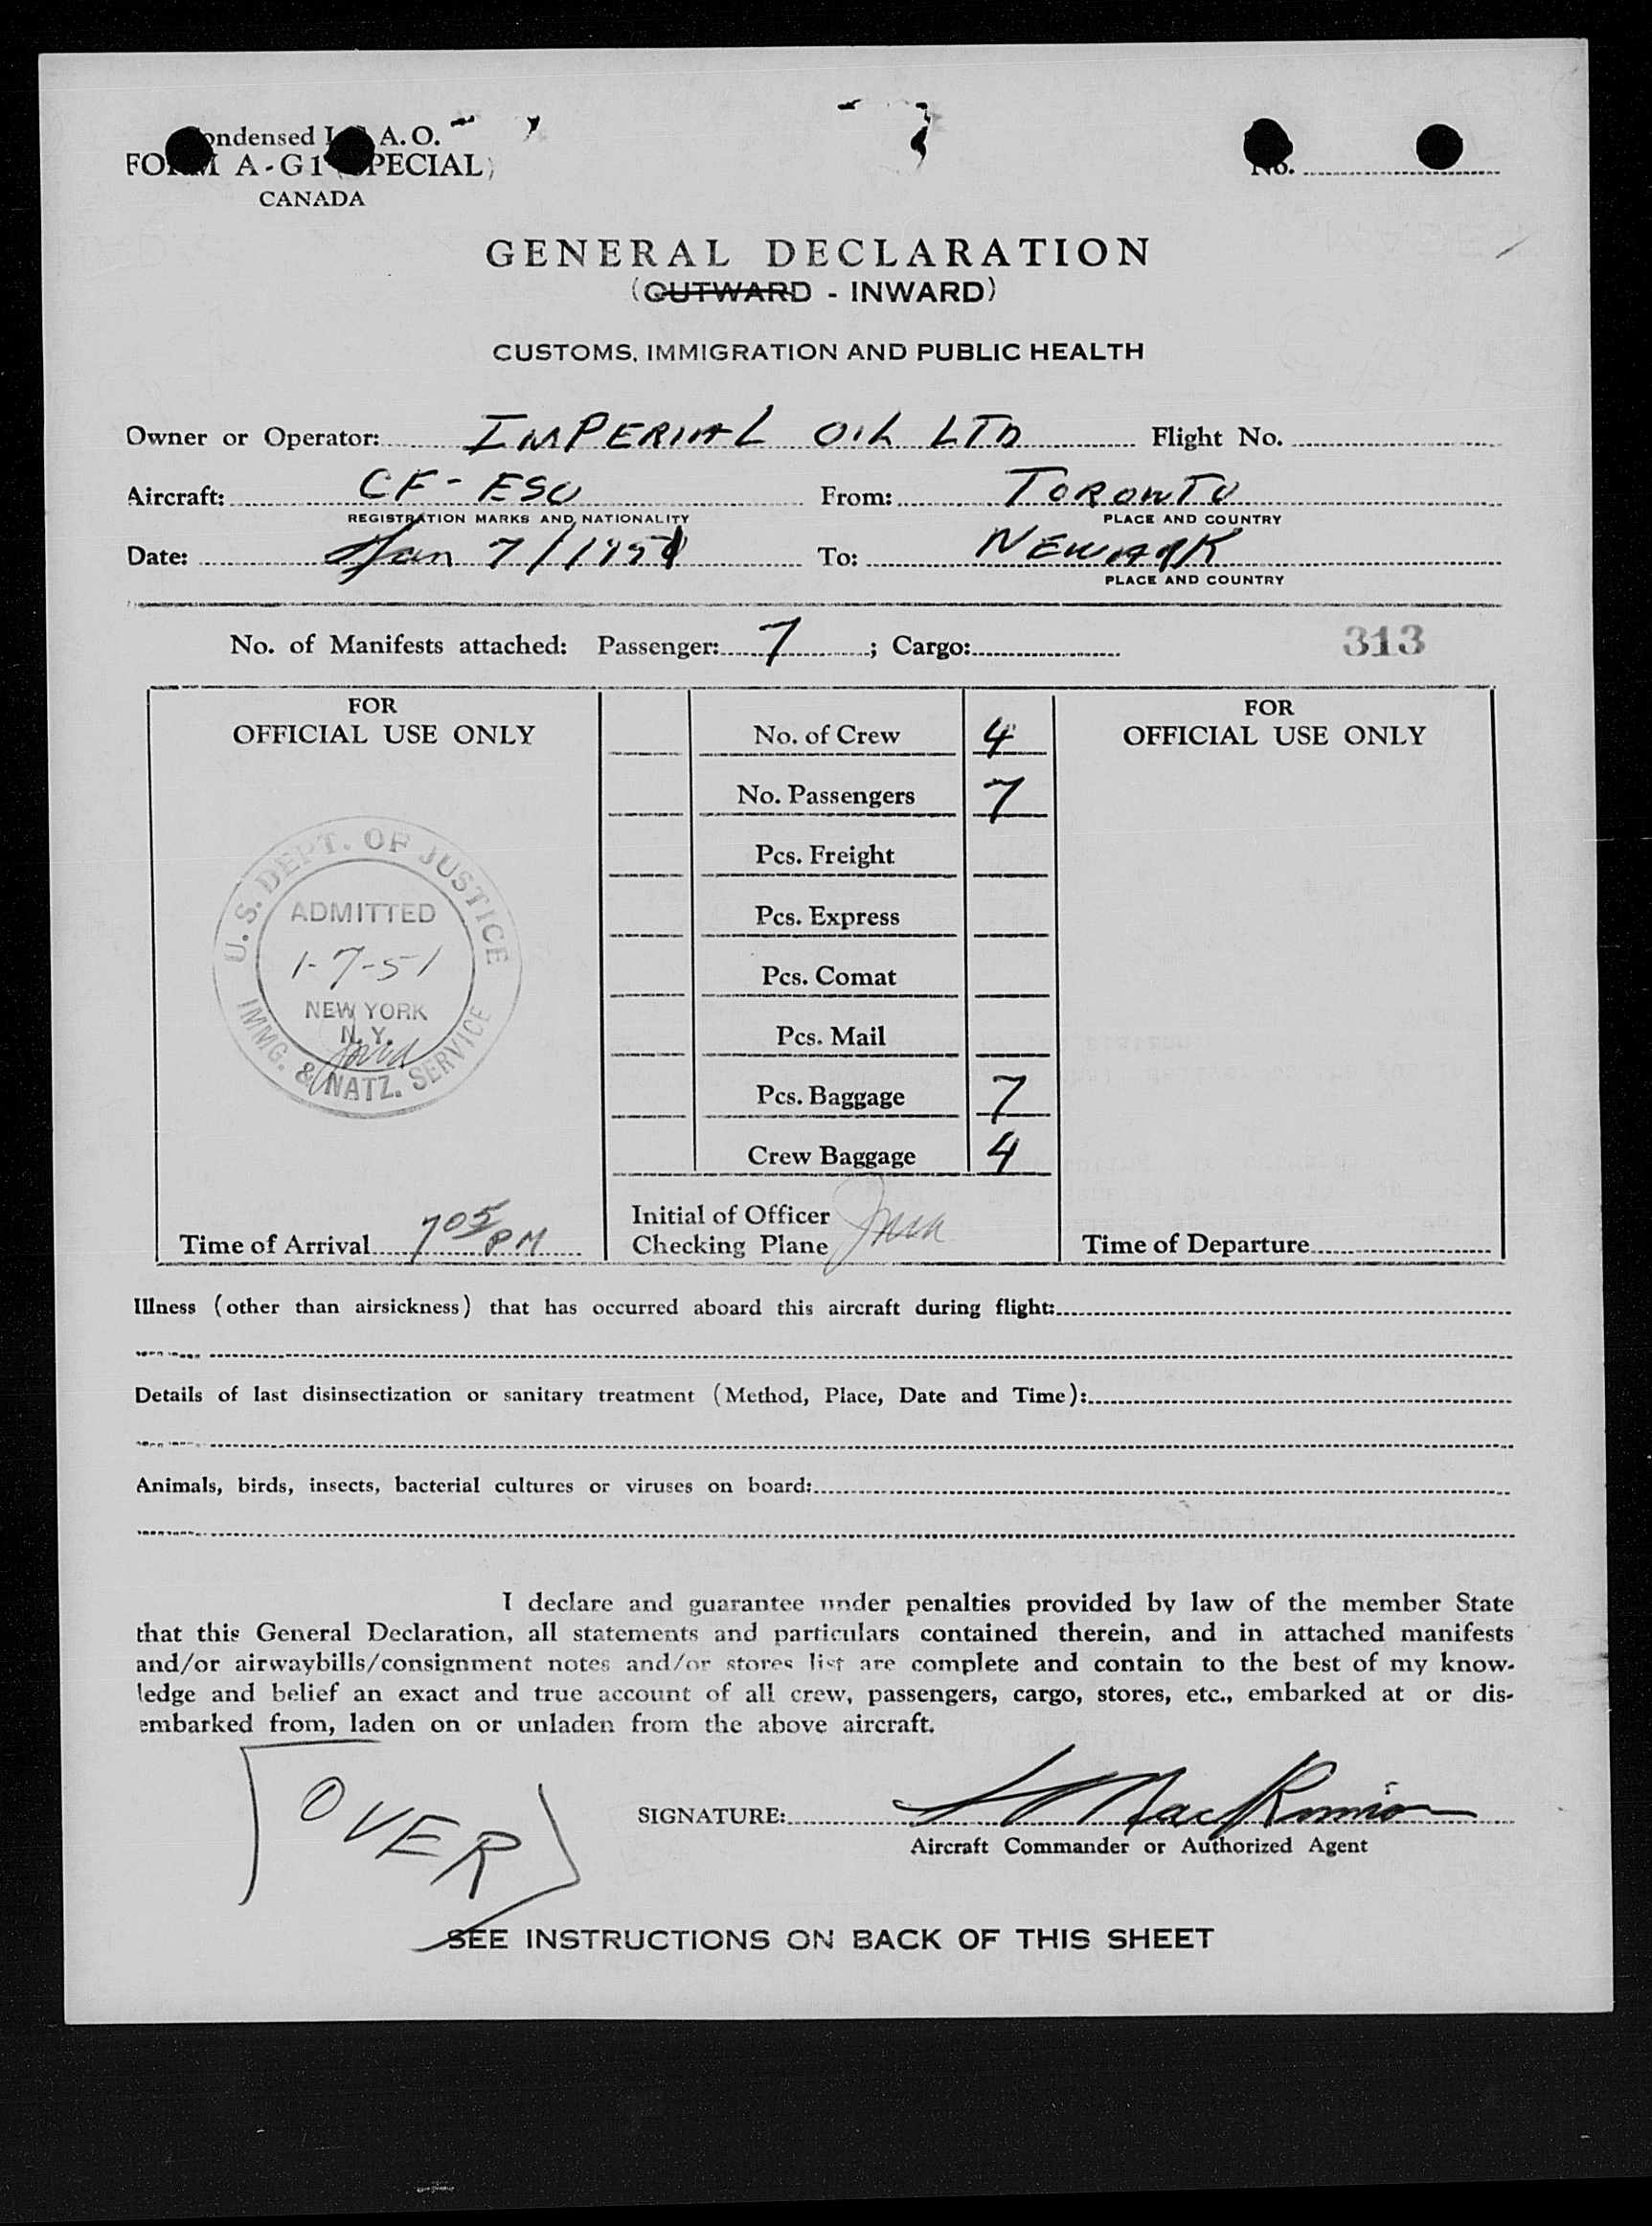 Condensed I. A. O.
FORM A-G1 (SPECIAL)
CANADA
No.
GENERAL DECLARATION
(OUTWARD - INWARD)
CUSTOMS, IMMIGRATION AND PUBLIC HEALTH
Owner or Operator: IMPERIAL OIL LTD Flight No.
Aircraft: CF-ESO From: TORONTO
REGISTRATION MARKS AND NATIONALITY PLACE AND COUNTRY
Date: Jan 7/1951 To: NEWARK
PLACE AND COUNTRY
No. of Manifests attached: Passenger: 7; Cargo: 313
FOR
OFFICIAL USE ONLY
U.S. DEPT. OF JUSTICE
ADMITTED
1-7-51
NEW YORK
N. Y.
IMMG. & NATZ. SERVICE
Time of Arrival 705 PM
No. of Crew 4
No. Passengers 7
Pcs. Freight
Pcs. Express
Pcs. Comat
Pcs. Mail
Pcs. Baggage 7
Crew Baggage 4
Initial of Officer
Checking Plane
FOR
OFFICIAL USE ONLY
Time of Departure
Illness (other than airsickness) that has occurred aboard this aircraft during flight:
Details of last disinsectization or sanitary treatment (Method, Place, Date and Time):
Animals, birds, insects, bacterial cultures or viruses on board:
I declare and guarantee under penalties provided by law of the member State
that this General Declaration, all statements and particulars contained therein, and in attached manifests
and/or airwaybills/consignment notes and/or stores list are complete and contain to the best of my know-
ledge and belief an exact and true account of all crew, passengers, cargo, stores, etc., embarked at or dis-
embarked from, laden on or unladen from the above aircraft.
OVER
SIGNATURE:
Aircraft Commander or Authorized Agent
SEE INSTRUCTIONS ON BACK OF THIS SHEET